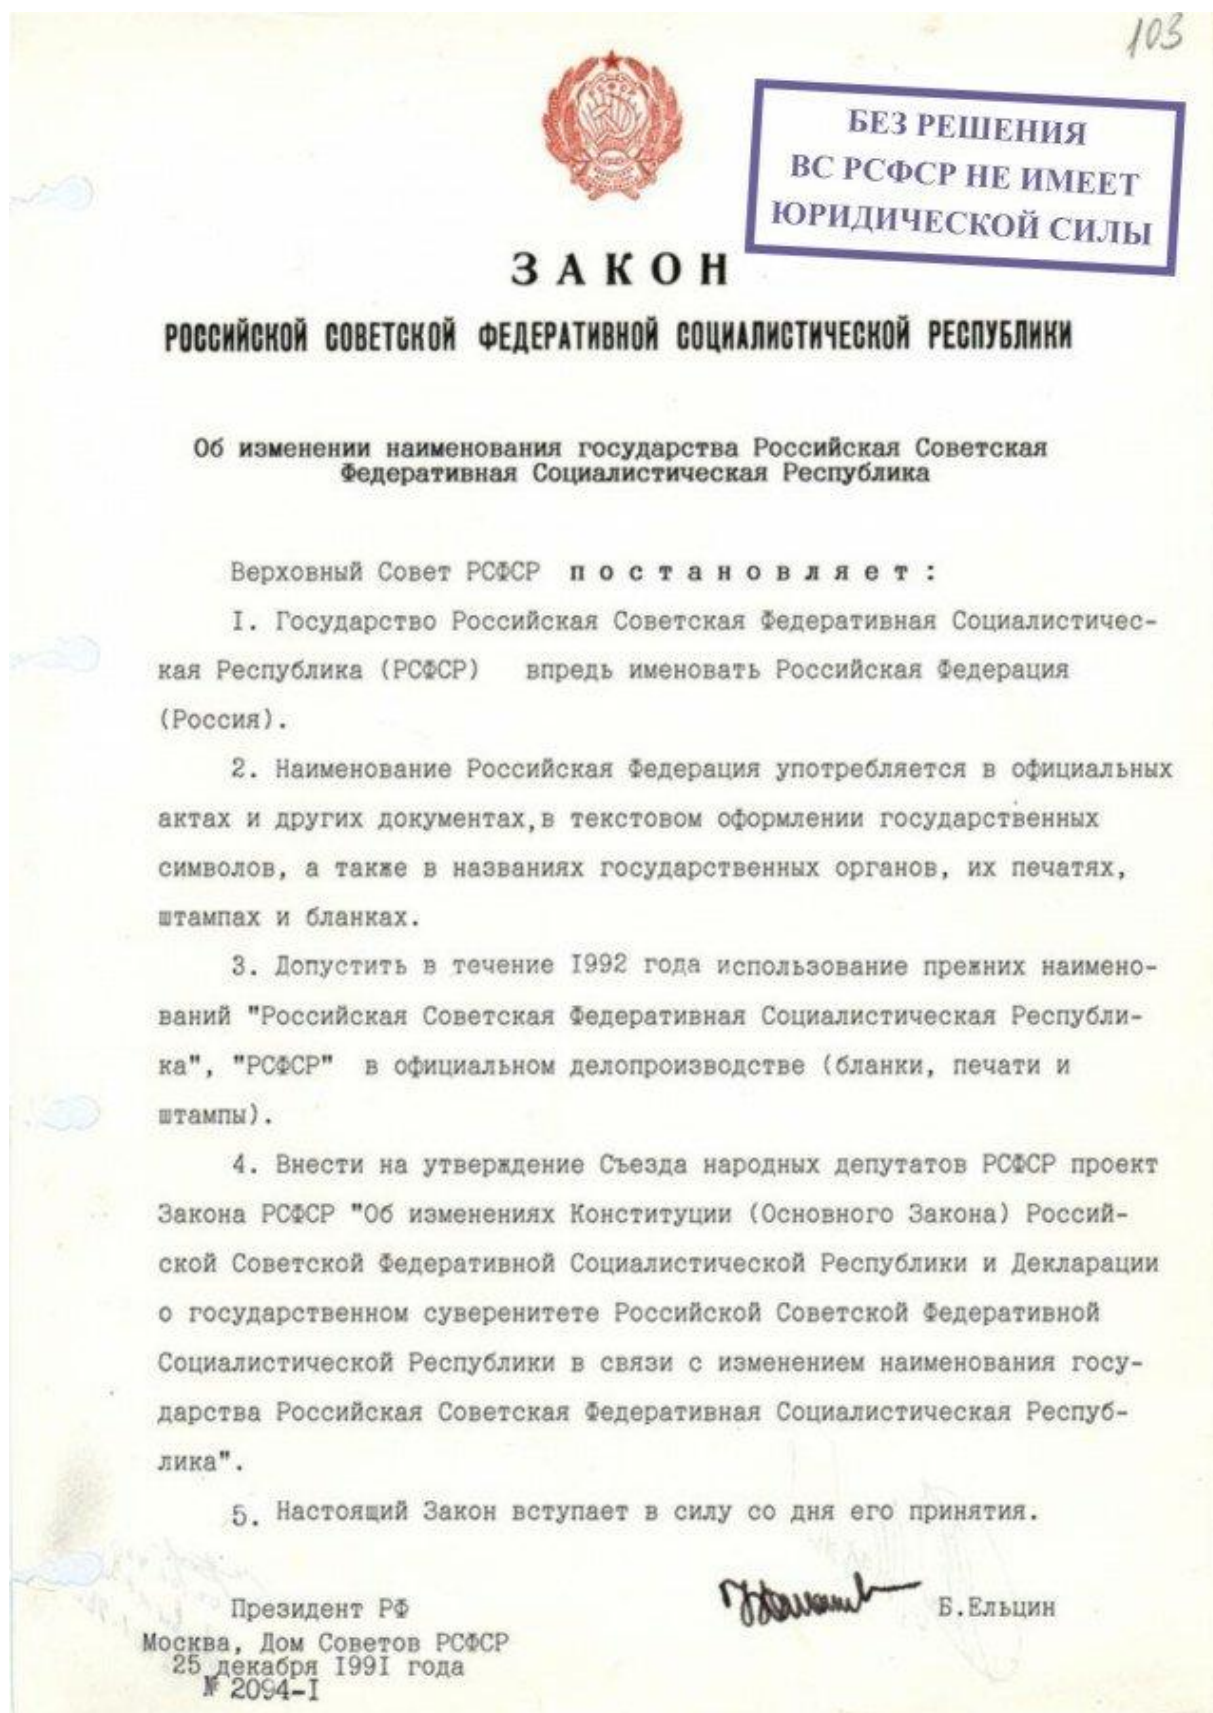 103
РСФСР
БЕЗ РЕШЕНИЯ
ВС РСФСР НЕ ИМЕЕТ
ЮРИДИЧЕСКОЙ СИЛЫ
ЗАКОН
РОССИЙСКОЙ СОВЕТСКОЙ ФЕДЕРАТИВНОЙ СОЦИАЛИСТИЧЕСКОЙ РЕСПУБЛИКИ
Об изменении наименования государства Российская Советская
Федеративная Социалистическая Республика
Верховный Совет РСФСР постановляет:
I. Государство Российская Советская Федеративная Социалистичес-
кая Республика (РСФСР) впредь именовать Российская Федерация
(Россия).
2. Наименование Российская Федерация употребляется в официальных
актах и других документах, в текстовом оформлении государственных
символов, а также в названиях государственных органов, их печатях,
штампах и бланках.
3. Допустить в течение I992 года использование прежних наимено-
ваний "Российская Советская Федеративная Социалистическая Республи-
ка", "РСФСР" в официальном делопроизводстве (бланки, печати и
штампы).
4. Внести на утверждение Съезда народных депутатов РСФСР проект
Закона РСФСР "Об изменениях Конституции (Основного Закона) Россий-
ской Советской Федеративной Социалистической Республики и Декларации
о государственном суверенитете Российской Советской Федеративной
Социалистической Республики в связи с изменением наименования госу-
дарства Российская Советская Федеративная Социалистическая Респуб-
лика".
5. Настоящий Закон вступает в силу со дня его принятия.
Президент РФ Б.Ельцин
Москва, Дом Советов РСФСР
25 декабря I99I года
№ 2094-I